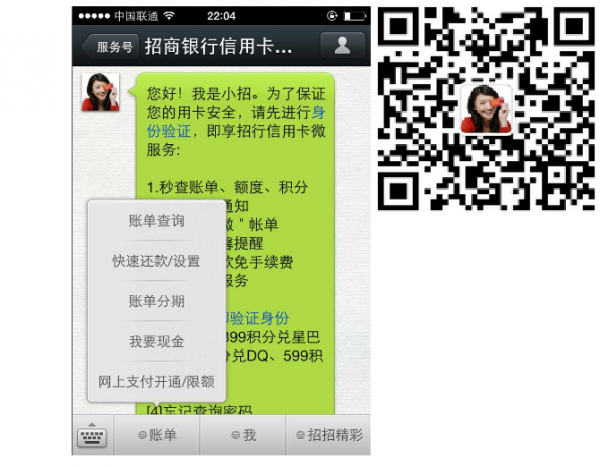 中国联通
22:04
服务号
招商银行信用卡...
您好！我是小招。为了保证
您的用卡安全，请先进行身
份验证，即享招行信用卡微
服务:
1.秒查账单、额度、积分
通知
" 帐单
提醒
款免手续费
服务
验证身份
399积分兑星巴
分兑DQ、599积
[4]忘记查询密码
账单查询
快速还款/设置
账单分期
我要现金
网上支付开通/限额
账单
我
招招精彩